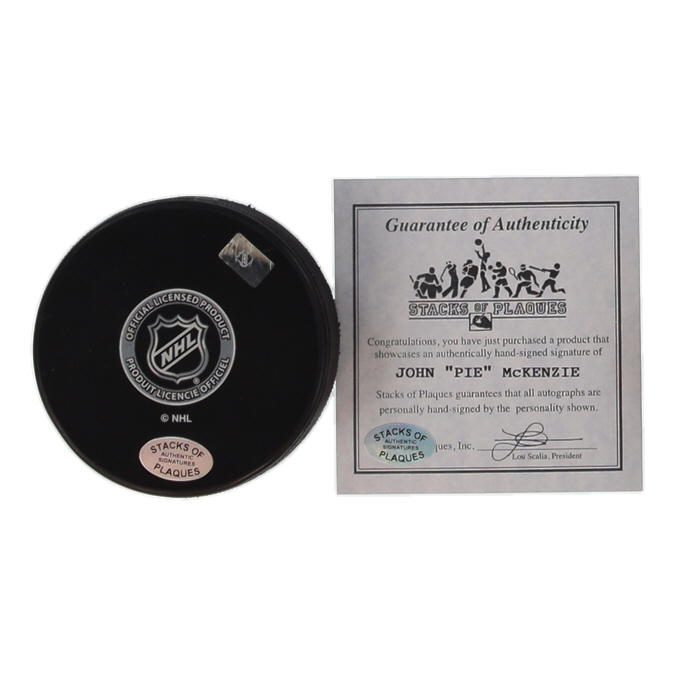 OFFICIAL LICENSED PRODUCT
NHL
®
PRODUIT LICENCIE OFFICIEL
© NHL
STACKS OF
AUTHENTIC
SIGNATURES
PLAQUES
Guarantee of Authenticity
STACKS OF PLAQUES
Congratulations, you have just purchased a product that
showcases an authentically hand-signed signature of
JOHN "PIE" McKENZIE
Stacks of Plaques guarantees that all autographs are
personally hand-signed by the personality shown.
STACKS OF
AUTHENTIC
SIGNATURES
PLAQUES
ques, Inc.
Lou Scalia, President